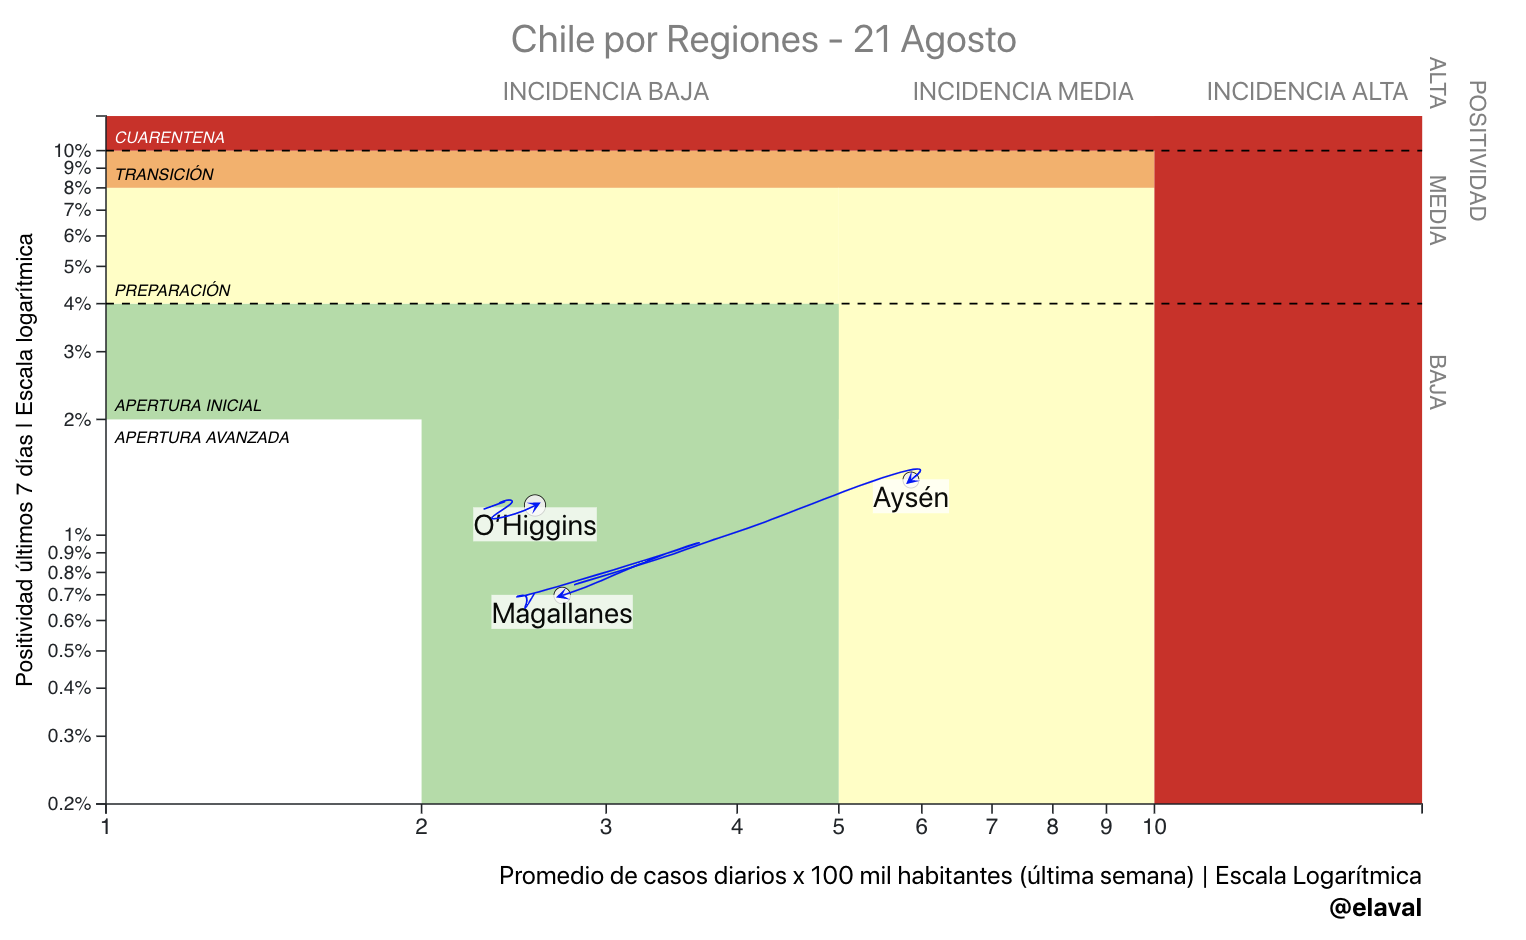 Chile por Regiones - 21 Agosto
INCIDENCIA BAJA
INCIDENCIA MEDIA
INCIDENCIA ALTA
ALTA
MEDIA
BAJA
POSITIVIDAD
CUARENTENA
TRANSICIÓN
PREPARACIÓN
APERTURA INICIAL
APERTURA AVANZADA
10%
9%
8%
7%
6%
5%
4%
3%
2%
1%
0.9%
0.8%
0.7%
0.6%
0.5%
0.4%
0.3%
0.2%
Positividad últimos 7 días | Escala logarítmica
Aysén
O'Higgins
Magallanes
1 2 3 4 5 6 7 8 9 10
Promedio de casos diarios x 100 mil habitantes (última semana) | Escala Logarítmica
@elaval